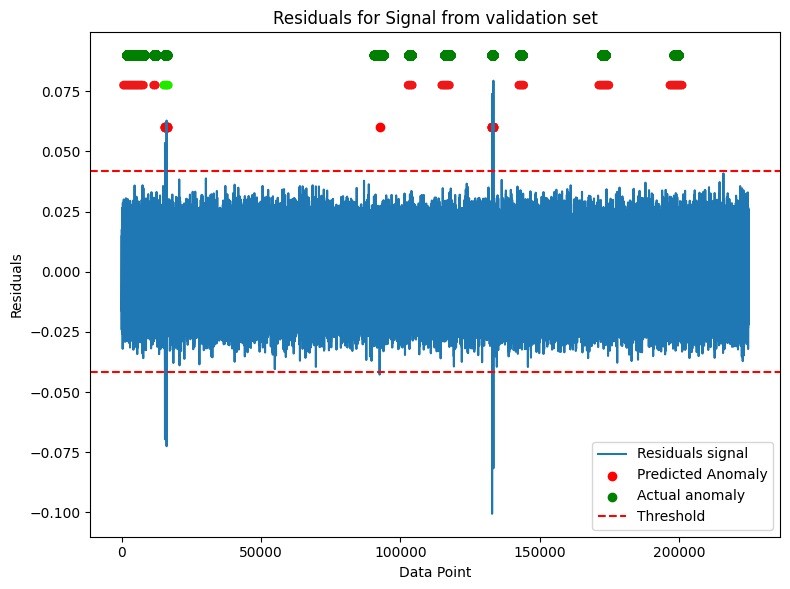 Residuals for Signal from validation set
Residuals
0.075
0.050
0.025
0.000
−0.025
−0.050
−0.075
−0.100
Residuals signal
Predicted Anomaly
Actual anomaly
Threshold
0
50000
100000
150000
200000
Data Point